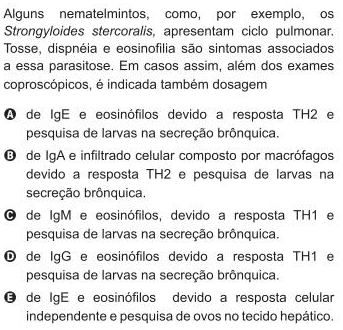 Alguns nematelmintos, como, por exemplo, os
Strongyloides stercoralis, apresentam ciclo pulmonar.
Tosse, dispnéia e eosinofilia são sintomas associados
a essa parasitose. Em casos assim, além dos exames
coproscópicos, é indicada também dosagem
A de IgE e eosinófilos devido a resposta TH2 e
pesquisa de larvas na secreção brônquica.
B de IgA e infiltrado celular composto por macrófagos
devido a resposta TH2 e pesquisa de larvas na
secreção brônquica.
C de IgM e eosinófilos, devido a resposta TH1 e
pesquisa de larvas na secreção brônquica.
D de IgG e eosinófilos devido a resposta TH1 e
pesquisa de larvas na secreção brônquica.
E de IgE e eosinófilos devido a resposta celular
independente e pesquisa de ovos no tecido hepático.